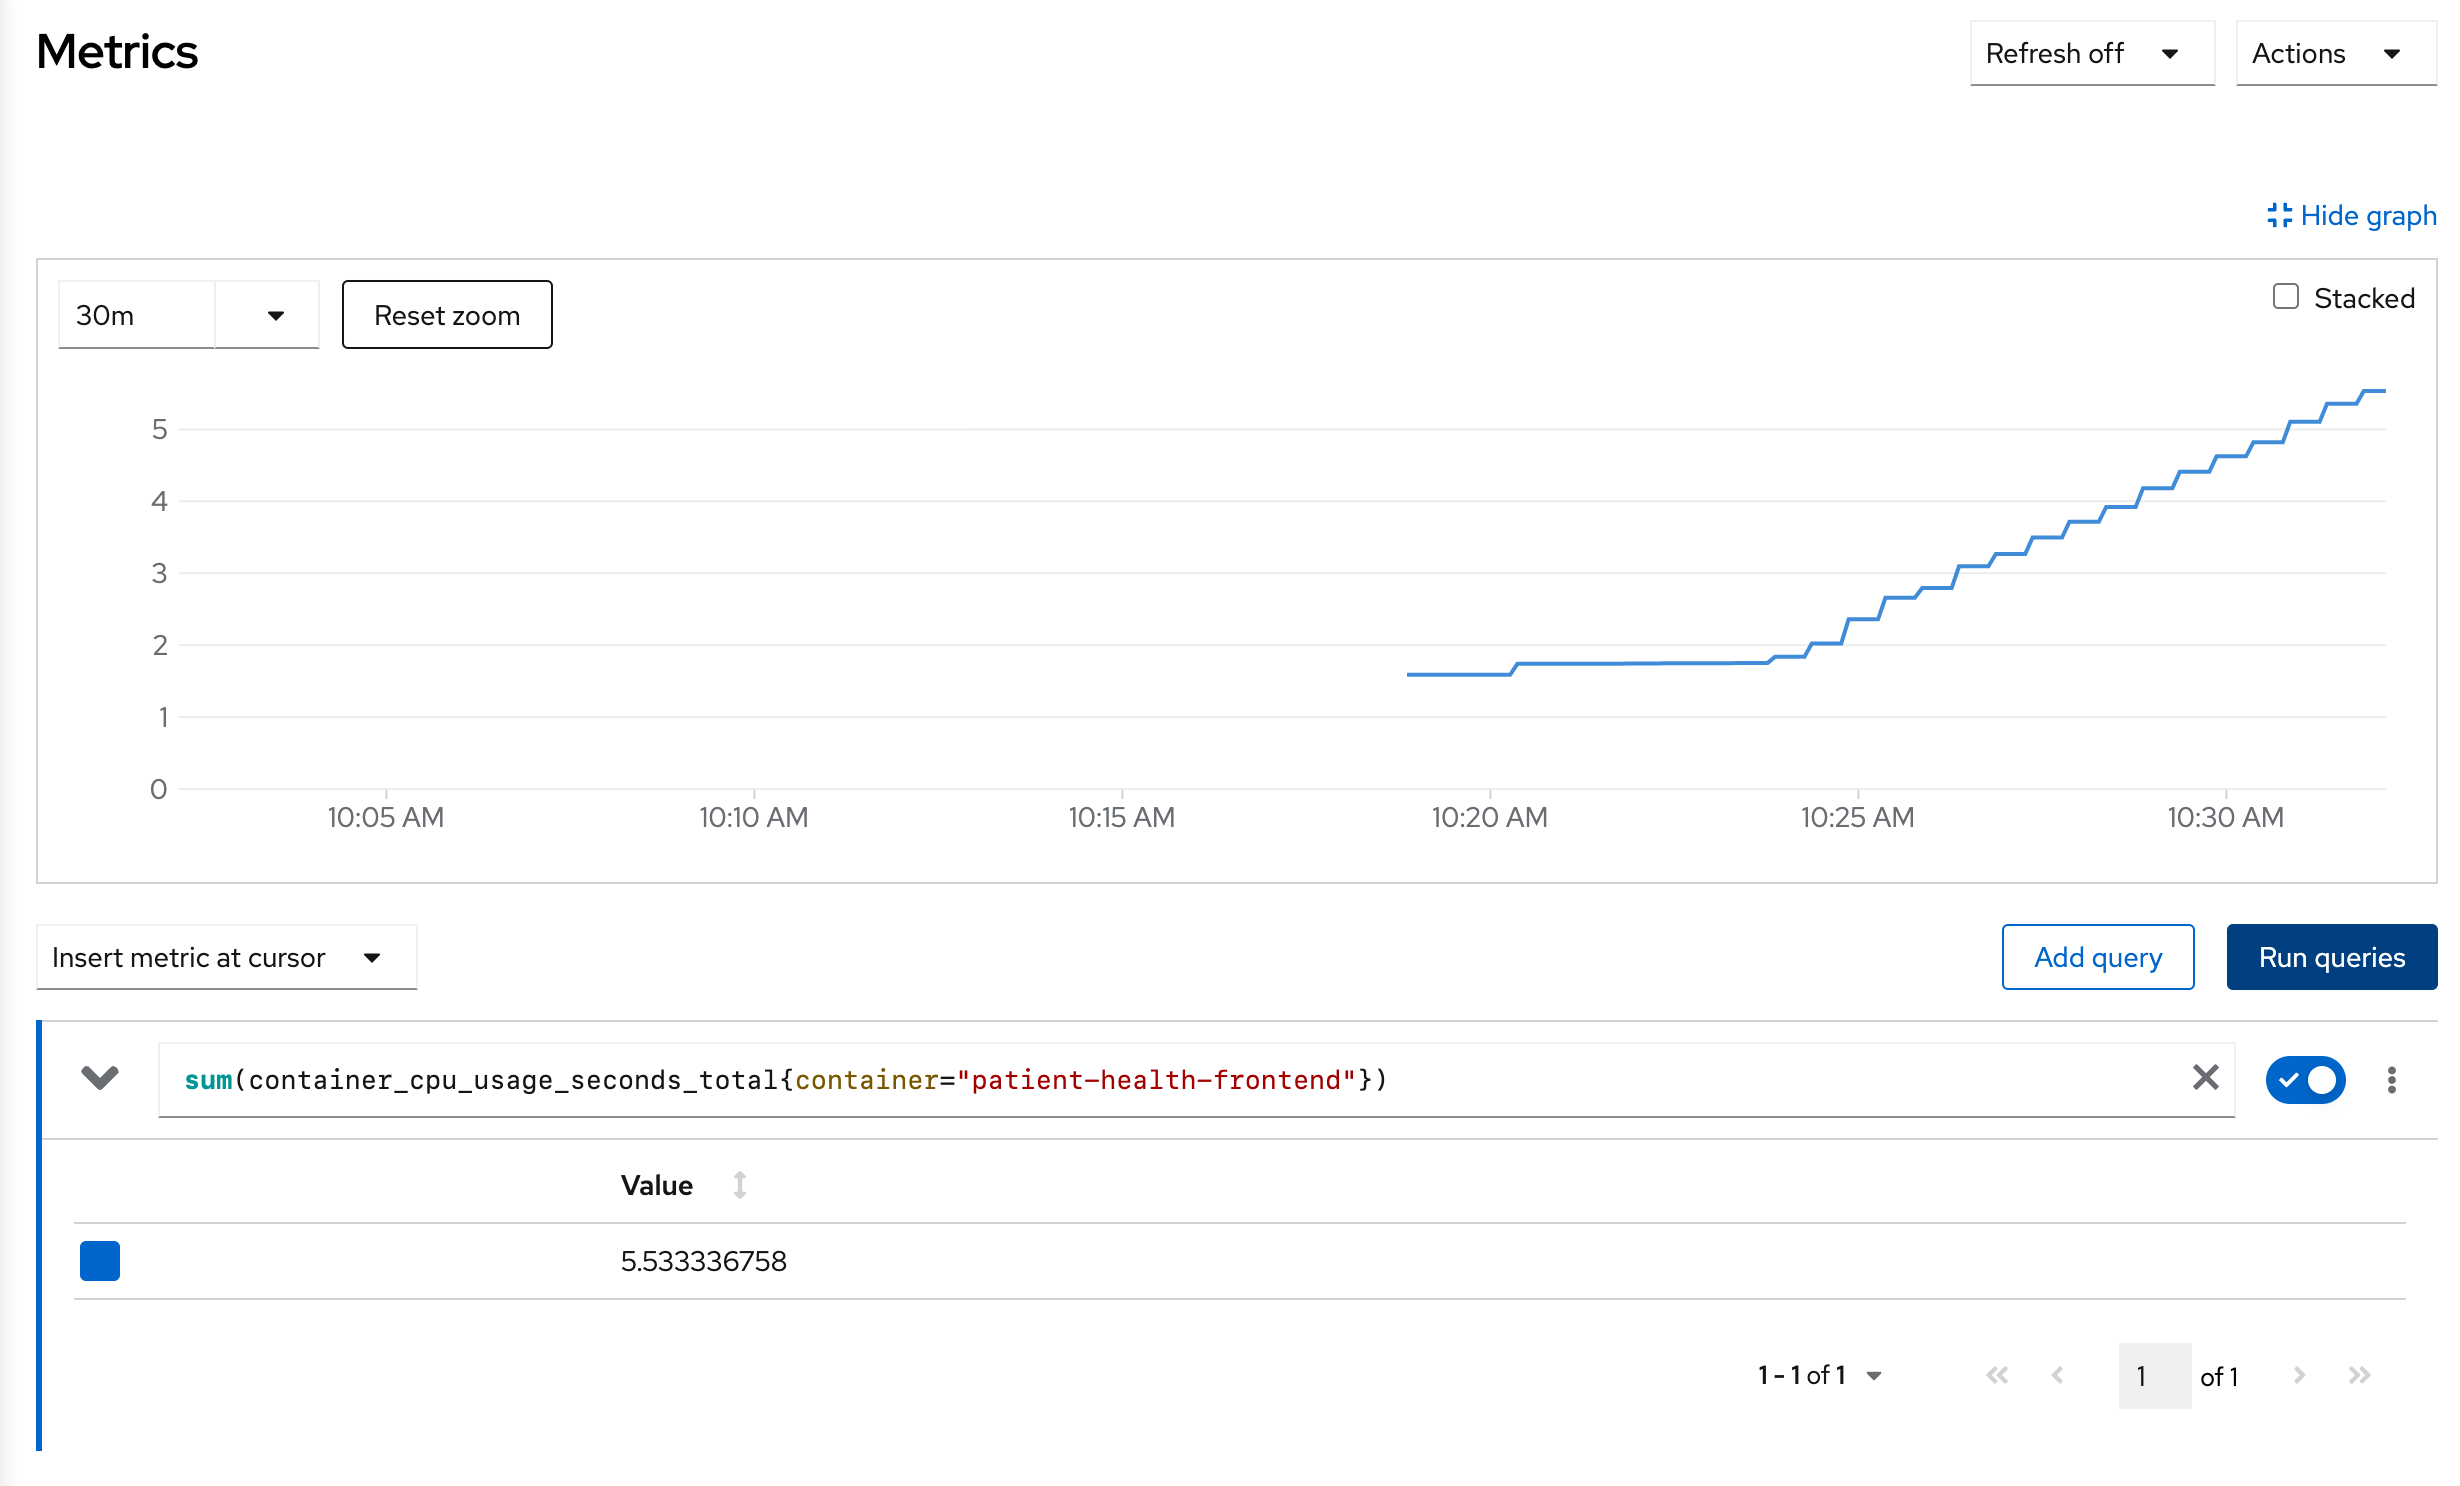 Metrics
Refresh off
Actions
Hide graph
30m
Reset zoom
Stacked
5
4
3
2
1
0
10:05 AM 10:10 AM 10:15 AM 10:20 AM 10:25 AM 10:30 AM
Insert metric at cursor
Add query
Run queries
sum(container_cpu_usage_seconds_total{container="patient-health-frontend"})
Value
5.533336758
1 - 1 of 1
1 of 1